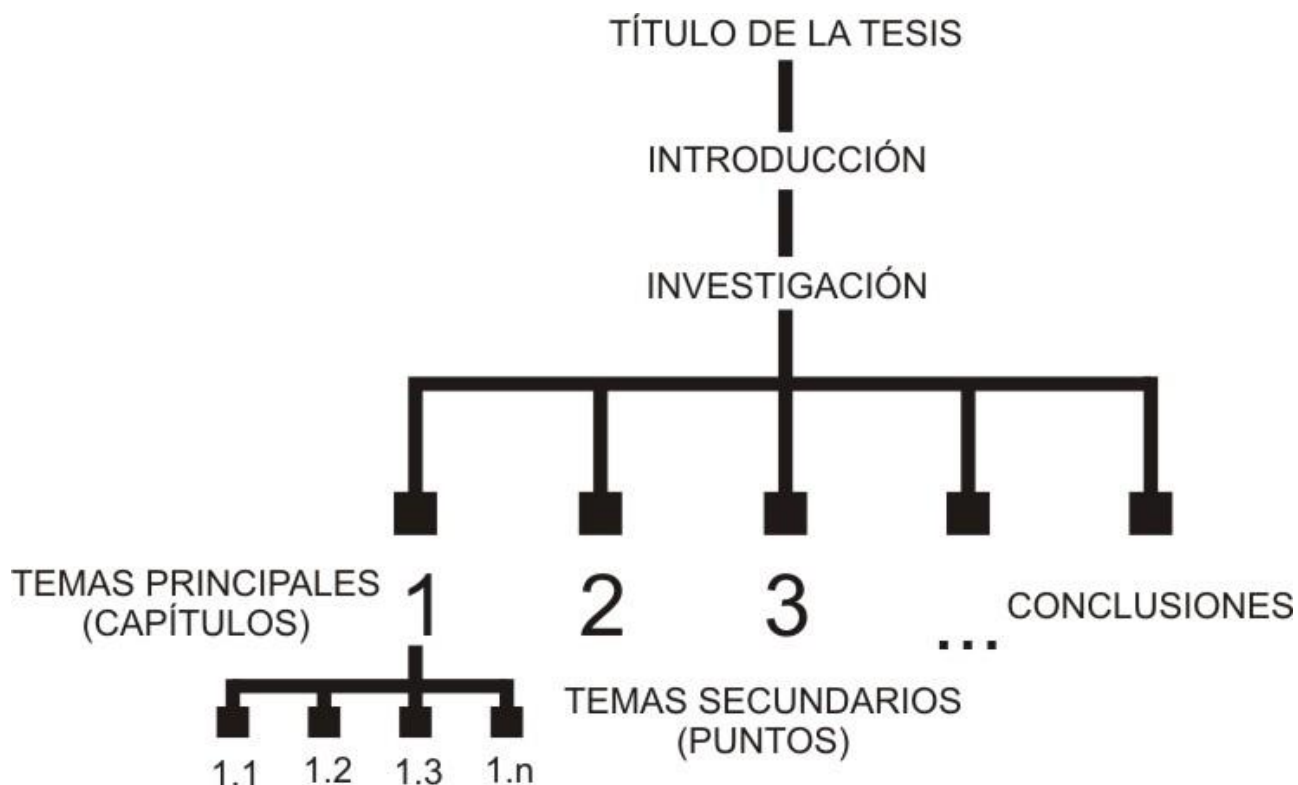 TÍTULO DE LA TESIS
INTRODUCCIÓN
INVESTIGACIÓN
TEMAS PRINCIPALES
(CAPÍTULOS)
1
2
3
...
CONCLUSIONES
TEMAS SECUNDARIOS
(PUNTOS)
1.1
1.2
1.3
1.n